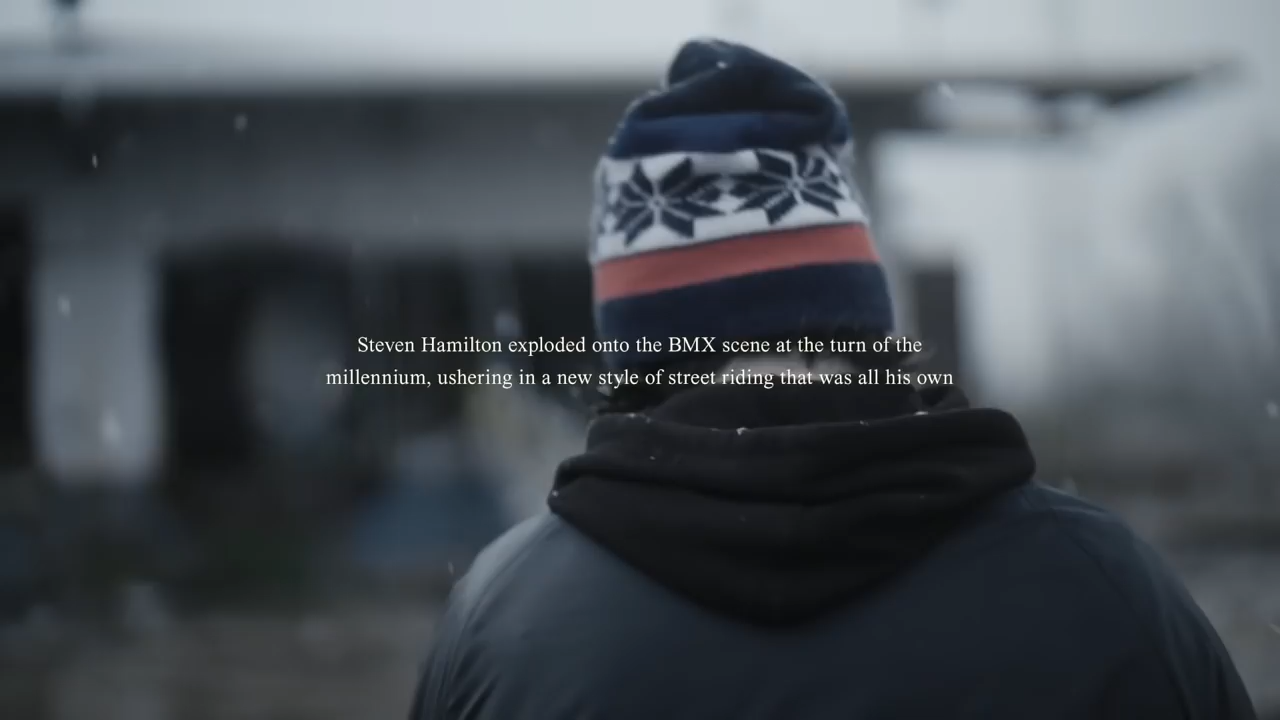 Steven Hamilton exploded onto the BMX scene at the turn of the
millennium, ushering in a new style of street riding that was all his own